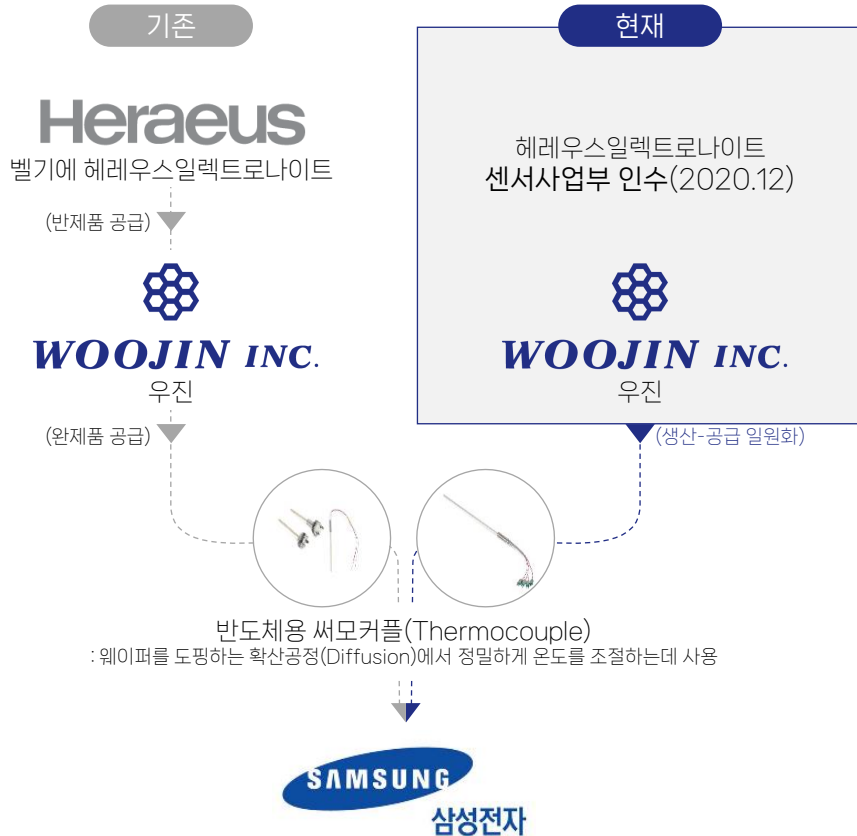 기존
Heraeus
벨기에 헤레우스일렉트로나이트
(반제품 공급)
WOOJIN INC.
우진
(완제품 공급)
현재
헤레우스일렉트로나이트
센서사업부 인수(2020.12)
WOOJIN INC.
우진
(생산-공급 일원화)
반도체용 써모커플(Thermocouple)
: 웨이퍼를 도핑하는 확산공정(Diffusion)에서 정밀하게 온도를 조절하는데 사용
SAMSUNG
삼성전자